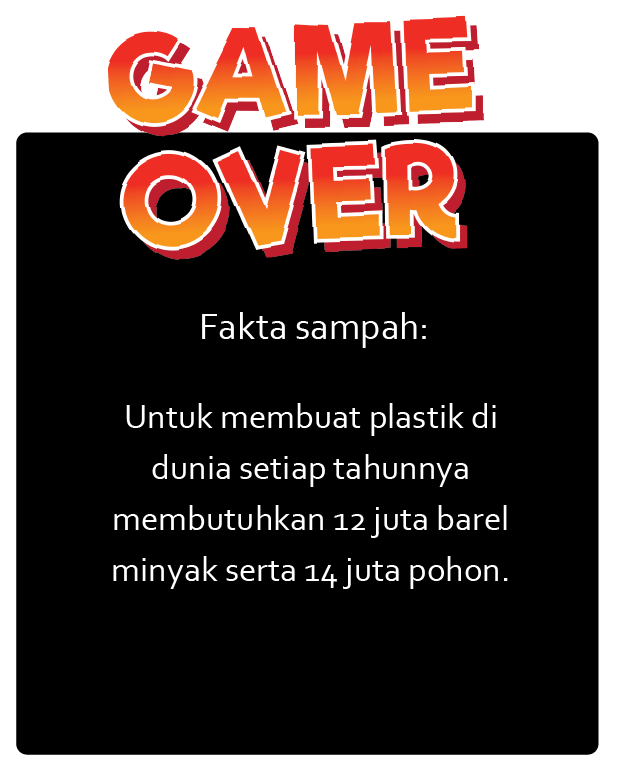 GAME
OVER
Fakta sampah:
Untuk membuat plastik di
dunia setiap tahunnya
membutuhkan 12 juta barel
minyak serta 14 juta pohon.